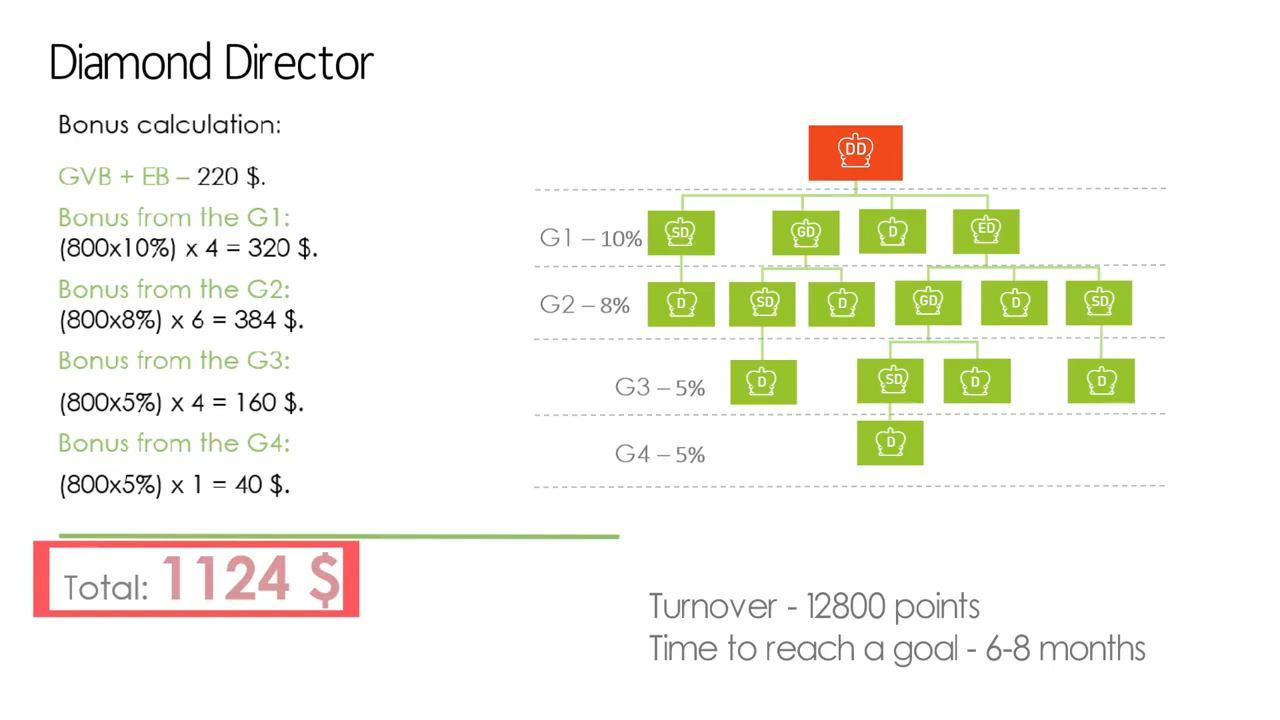 Diamond Director
Bonus calculation:
GVB + EB – 220 $.
Bonus from the G1:
(800x10%) x 4 = 320 $.
Bonus from the G2:
(800x8%) x 6 = 384 $.
Bonus from the G3:
(800x5%) x 4 = 160 $.
Bonus from the G4:
(800x5%) x 1 = 40 $.
Total: 1124 $
DD
G1 – 10% SD GD D ED
G2 – 8% D SD D GD D SD
G3 – 5% D SD D D
G4 – 5% D
Turnover - 12800 points
Time to reach a goal - 6-8 months